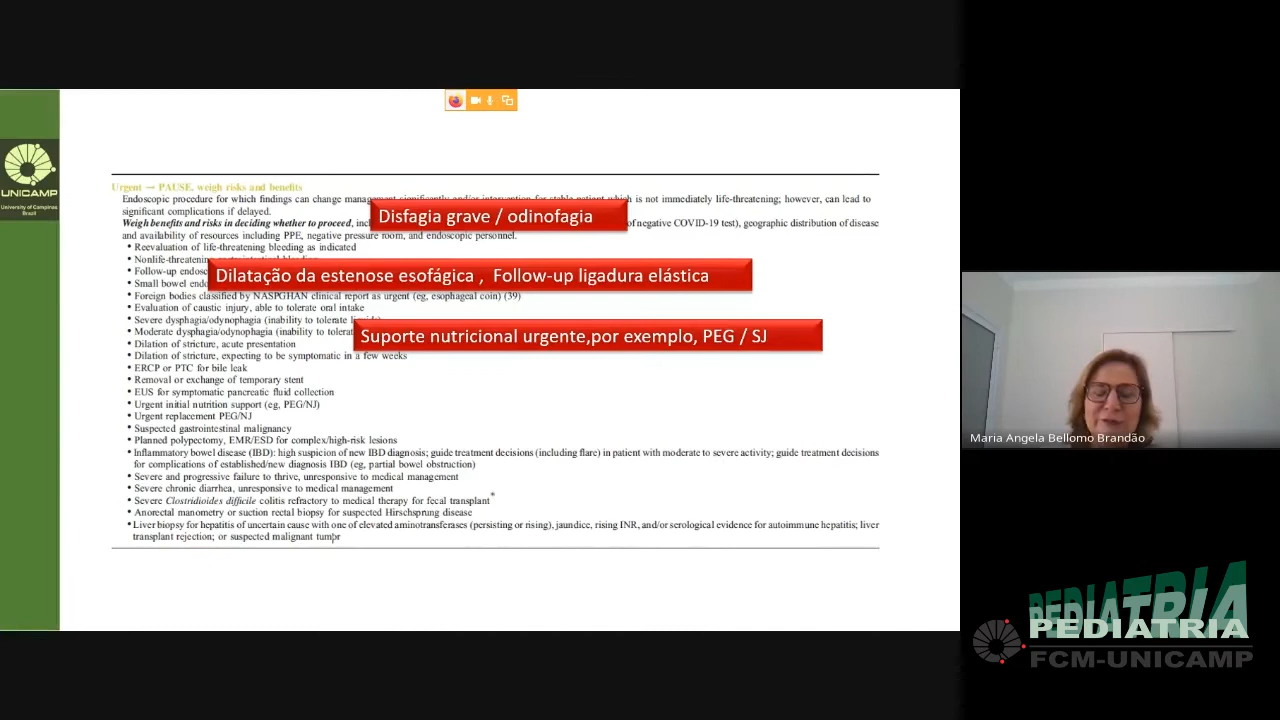 UNICAMP
University of Campinas
Brazil
Urgent → PAUSE, weigh risks and benefits
Endoscopic procedure for which findings can change management significantly and/or intervention for stable patient which is not immediately life-threatening; however, can lead to
significant complications if delayed.
Disfagia grave / odinofagia
Weigh benefits and risks in deciding whether to proceed, of negative COVID-19 test), geographic distribution of disease
and availability of resources including PPE, negative pressure room, and endoscopic personnel.
• Reevaluation of life-threatening bleeding as indicated
• Nonlife-threatening gastrointestinal bleeding
• Follow-up
Dilatação da estenose esofágica , Follow-up ligadura elástica
• Small bowel
• Foreign bodies classified by NASPGHAN clinical report as urgent (eg, esophageal coin) (39)
• Evaluation of caustic injury, able to tolerate oral intake
• Severe dysphagia/odynophagia (inability to tolerate liquids)
• Moderate dysphagia/odynophagia (inability to
Suporte nutricional urgente,por exemplo, PEG / SJ
• Dilation of stricture, acute presentation
• Dilation of stricture, expecting to be symptomatic in a few weeks
• ERCP or PTC for bile leak
• Removal or exchange of temporary stent
• EUS for symptomatic pancreatic fluid collection
• Urgent initial nutrition support (eg, PEG/NJ)
• Urgent replacement PEG/NJ
• Suspected gastrointestinal malignancy
• Planned polypectomy, EMR/ESD for complex/high-risk lesions
• Inflammatory bowel disease (IBD): high suspicion of new IBD diagnosis; guide treatment decisions (including flare) in patient with moderate to severe activity; guide treatment decisions
for complications of established/new diagnosis IBD (eg, partial bowel obstruction)
• Severe and progressive failure to thrive, unresponsive to medical management
• Severe chronic diarrhea, unresponsive to medical management
• Severe Clostridioides difficile colitis refractory to medical therapy for fecal transplant*
• Anorectal manometry or suction rectal biopsy for suspected Hirschsprung disease
• Liver biopsy for hepatitis of uncertain cause with one of elevated aminotransferases (persisting or rising), jaundice, rising INR, and/or serological evidence for autoimmune hepatitis; liver
transplant rejection; or suspected malignant tumor
Maria Angela Bellomo Brandão
PEDIATRIA
PEDIATRIA
FCM-UNICAMP